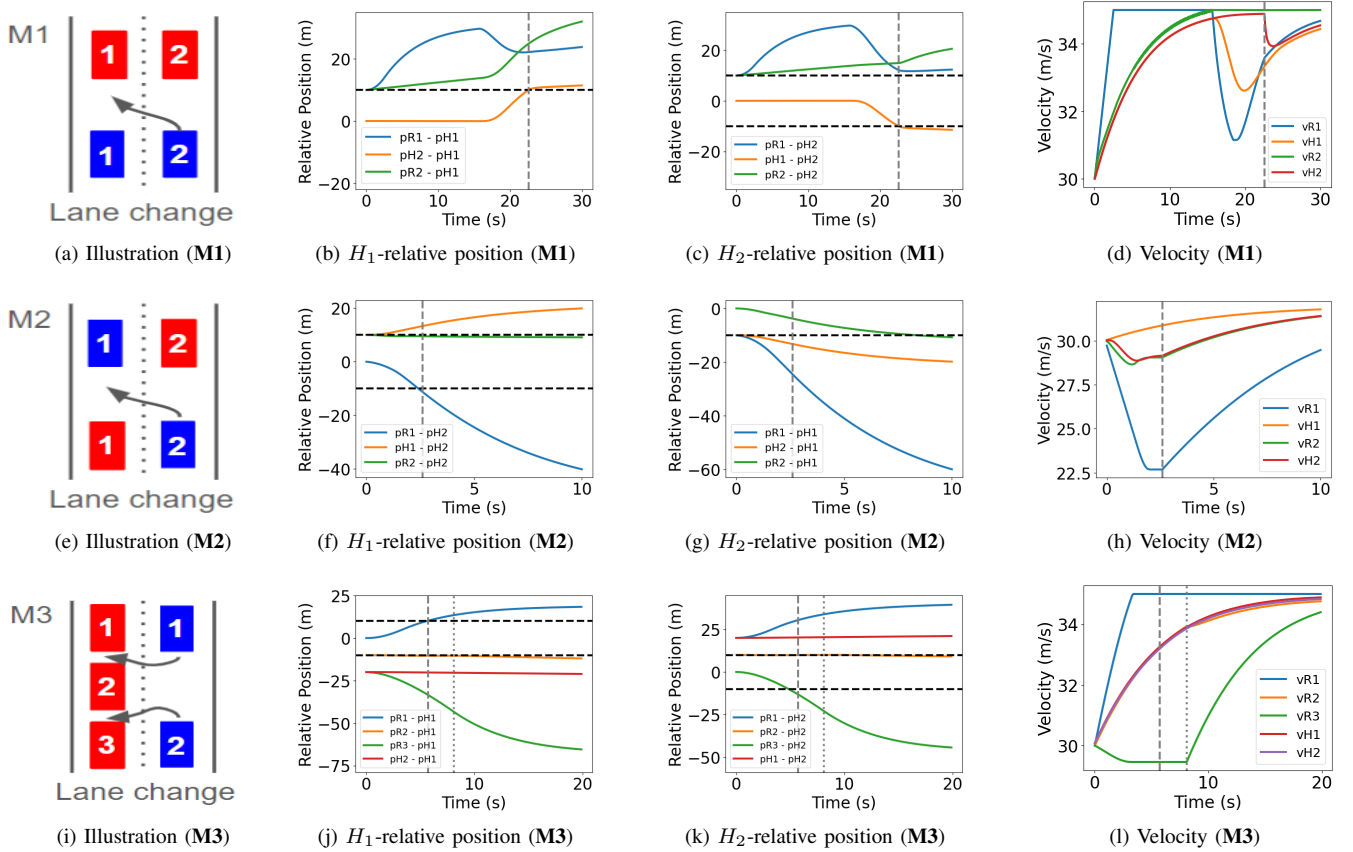 M1
1
2
1
2
Lane change
(a) Illustration (M1)
Relative Position (m)
20
0
−20
pR1 - pH1
pH2 - pH1
pR2 - pH1
0
10
20
30
Time (s)
(b) H1-relative position (M1)
Relative Position (m)
20
0
−20
pR1 - pH2
pH1 - pH2
pR2 - pH2
0
10
20
30
Time (s)
(c) H2-relative position (M1)
Velocity (m/s)
34
32
30
vR1
vH1
vR2
vH2
0
10
20
30
Time (s)
(d) Velocity (M1)
M2
1
2
1
2
Lane change
(e) Illustration (M2)
Relative Position (m)
20
0
−20
−40
pR1 - pH2
pH1 - pH2
pR2 - pH2
0
5
10
Time (s)
(f) H1-relative position (M2)
Relative Position (m)
0
−20
−40
−60
pR1 - pH1
pH2 - pH1
pR2 - pH1
0
5
10
Time (s)
(g) H2-relative position (M2)
Velocity (m/s)
30.0
27.5
25.0
22.5
vR1
vH1
vR2
vH2
0
5
10
Time (s)
(h) Velocity (M2)
M3
1
1
2
3
2
Lane change
(i) Illustration (M3)
Relative Position (m)
25
0
−25
−50
−75
pR1 - pH1
pR2 - pH1
pR3 - pH1
pH2 - pH1
0
10
20
Time (s)
(j) H1-relative position (M3)
Relative Position (m)
25
0
−25
−50
pR1 - pH2
pR2 - pH2
pR3 - pH2
pH1 - pH2
0
10
20
Time (s)
(k) H2-relative position (M3)
Velocity (m/s)
34
32
30
vR1
vR2
vR3
vH1
vH2
0
10
20
Time (s)
(l) Velocity (M3)